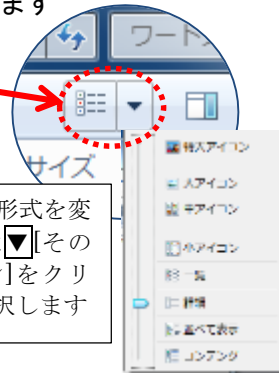 ます
ワート
サイズ
形式を変
▼[その
]をクリ
択します
特大アイコン
大アイコン
中アイコン
小アイコン
一覧
詳細
並べて表示
コンテンツ